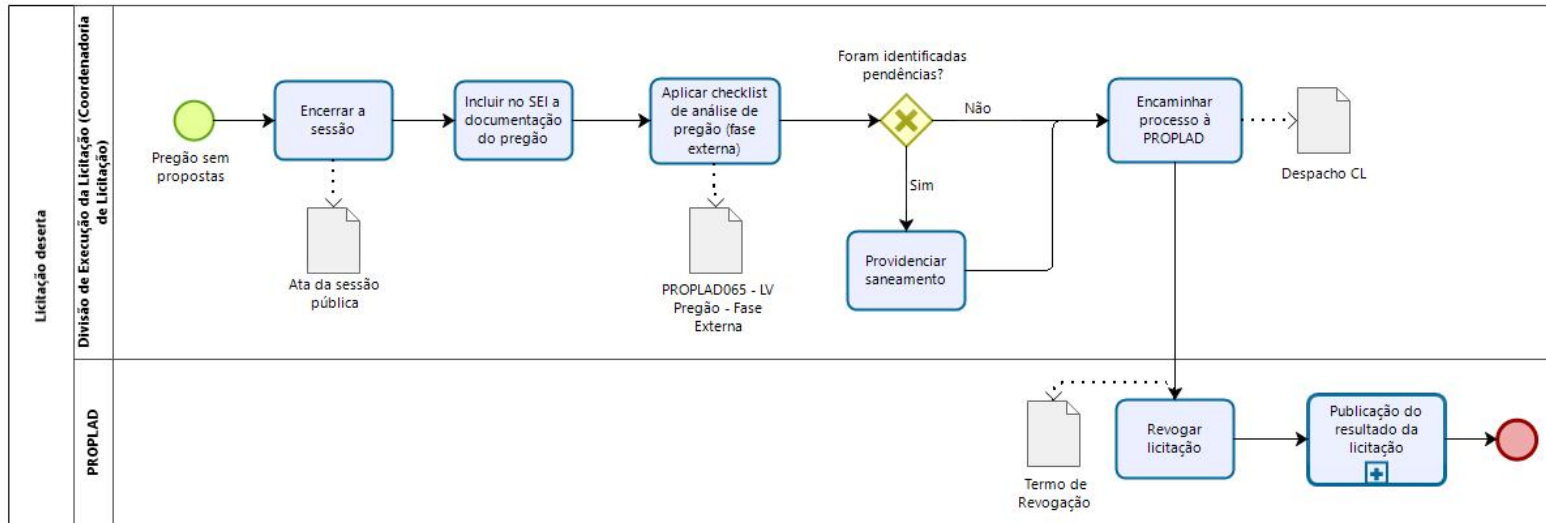 Licitação deserta
Divisão de Execução da Licitação (Coordenadoria
de Licitação)
Pregão sem
propostas
Encerrar a
sessão
Ata da sessão
pública
Incluir no SEI a
documentação
do pregão
Aplicar checklist
de análise de
pregão (fase
externa)
PROPLAD065 - LV
Pregão - Fase
Externa
Foram identificadas
pendências?
Não
Sim
Providenciar
saneamento
Encaminhar
processo à
PROPLAD
Despacho CL
PROPLAD
Termo de
Revogação
Revogar
licitação
Publicação do
resultado da
licitação